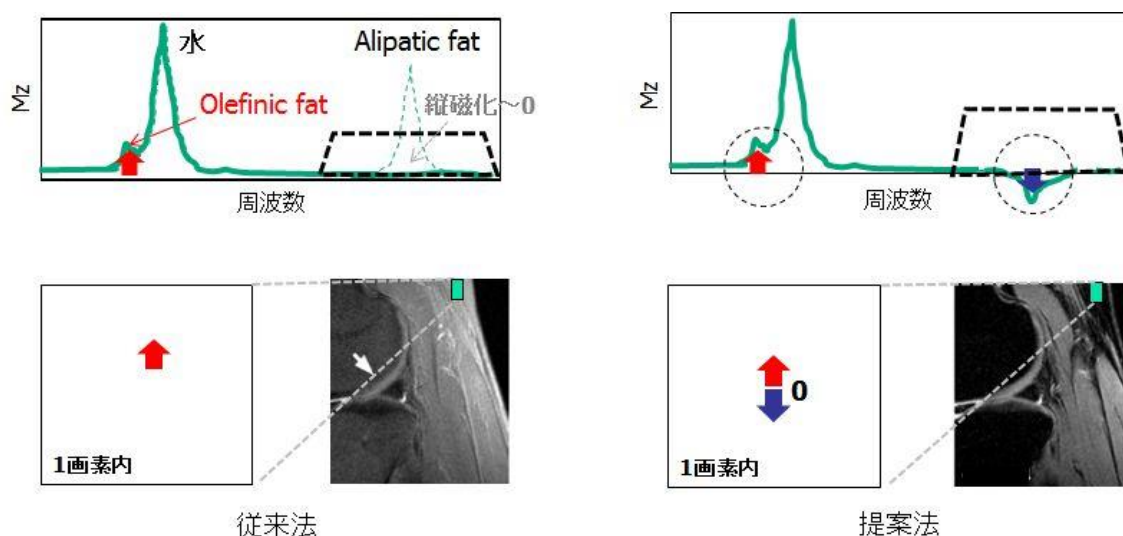 水
Alipatic fat
Olefinic fat
縦磁化～0
Mz
周波数
Mz
周波数
1画素内
従来法
0
1画素内
提案法